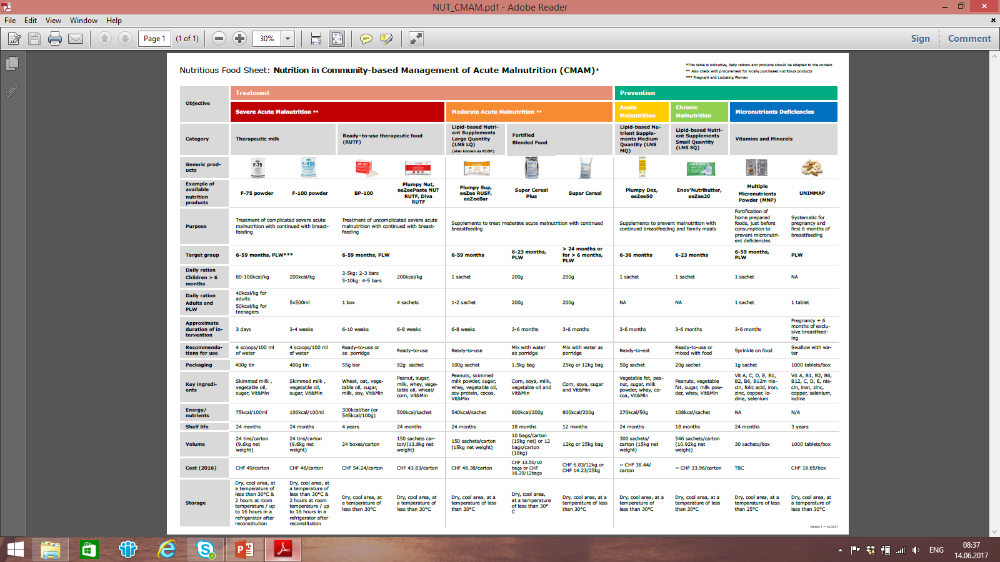 NUT_CMAM.pdf - Adobe Reader
File Edit View Window Help
Page 1 (1 of 1) 30% Sign Comment
Nutritious Food Sheet: Nutrition in Community-based Management of Acute Malnutrition (CMAM)*
*This table is indicative, daily rations and products should be adapted to the context
** Also check with procurement for locally purchased nutritious products
*** Pregnant and Lactating Women
Objective
Treatment
Prevention
Severe Acute Malnutrition **
Moderate Acute Malnutrition **
Acute
Malnutrition
Chronic
Malnutrition
Micronutrients Deficiencies
Category
Therapeutic milk
Ready–to-use therapeutic food
(RUTF)
Lipid-based Nutri-
ent Supplements
Large Quantity
(LNS LQ)
(also known as RUSF)
Fortified
Blended Food
Lipid-based Nu-
trient Supple-
ments Medium
Quantity (LNS
MQ)
Lipid-based Nutri-
ent Supplements
Small Quantity
(LNS SQ)
Vitamins and Minerals
Generic prod-
ucts
F-75
F-100
Example of
available
nutrition
products
F-75 powder
F-100 powder
BP-100
Plumpy Nut,
eeZeePaste NUT
RUTF, Diva
RUTF
Plumpy Sup,
eeZee RUSF,
eeZeeBar
Super Cereal
Plus
Super Cereal
Plumpy Doz,
eeZee50
Enov'Nutributter,
eeZee20
Multiple
Micronutrients
Powder (MNP)
UNIMMAP
Purpose
Treatment of complicated severe acute
malnutrition with continued with breast-
feeding
Treatment of uncomplicated severe acute
malnutrition with continued with breast-
feeding
Supplements to treat moderate acute malnutrition with continued
breastfeeding
Supplements to prevent malnutrition with
continued breastfeeding and family meals
Fortification of
home prepared
foods, just before
consumption to
prevent micronutri-
ent deficiencies
Systematic for
pregnancy and
first 6 months of
breastfeeding
Target group
6-59 months, PLW***
6-59 months, PLW
6-59 months
6-23 months,
PLW
> 24 months or
for > 6 months,
PLW
6-36 months
6-23 months
6-59 months,
PLW
PLW
Daily ration
Children > 6
months
80-100kcal/kg
200kcal/kg
3-5kg: 2-3 bars
5-10kg: 4-5 bars
200kcal/kg
1 sachet
200g
200g
1 sachet
1 sachet
1 sachet
NA
Daily ration
Adults and
PLW
40kcal/kg for
adults
50kcal/kg for
teenagers
5x500ml
1 box
4 sachets
1-2 sachet
200g
200g
NA
NA
1 sachet
1 tablet
Approximate
duration of in-
tervention
3 days
3-4 weeks
6-10 weeks
6-8 weeks
6-8 weeks
3-6 months
3-6 months
3-6 months
3-6 months
3-6 months
Pregnancy + 6
months of exclu-
sive breastfeed-
ing
Recommenda-
tions for use
4 scoops/100 ml
of water
4 scoops/100 ml
of water
Ready-to-use or
as porridge
Ready-to-use
Ready-to-use
Mix with water
as porridge
Mix with water as
porridge
Ready-to-eat
Ready-to-use or
mixed with food
Sprinkle on food
Swallow with wa-
ter
Packaging
400g tin
400g tin
55g bar
92g sachet
100g sachet
1.5kg bag
25kg or 12kg bag
50g sachet
20g sachet
1g sachet
1000 tablets/box
Key ingredi-
ents
Skimmed milk ,
vegetable oil,
sugar, Vit&Min
Skimmed milk ,
vegetable oil,
sugar, Vit&Min
Wheat, oat, vege-
table oil, sugar,
milk, soy, Vit&Min
Peanut, sugar,
milk, whey, vege-
table oil, wheat/
corn, Vit&Min
Peanuts, skimmed
milk powder, sugar,
whey, vegetable oil,
soy protein, cocoa,
Vit&Min
Corn, soya, milk,
vegetable oil and
Vit&Min
Corn, soya, sugar
and Vit&Min
Vegetable fat, pea-
nut, sugar, milk
powder, whey, co-
coa, Vit&Min
Peanuts, vegetable
fat, sugar, milk pow-
der, whey, Vit&Min
Vit A, C, D, E, B1,
B2, B6, B12m nia-
cin, folic acid, iron,
zinc, copper, io-
dine, selenium
Vit A, B1, B2, B6,
B12, C, D, E, nia-
cin, iron, zinc,
copper, selenium,
iodine
Energy/
nutrients
75kcal/100ml
100kcal/100ml
300kcal/bar (or
545kcal/100g)
500kcal/sachet
540kcal/sachet
800kcal/200g
800kcal/200g
270kcal/50g
108kcal/sachet
NA
N/A
Shelf life
24 months
24 months
4 years
24 months
24 months
18 months
12 months
24 months
18 months
24 months
3 years
Volume
24 tins/carton
(9.6kg net
weight)
24 tins/carton
(9.6kg net
weight)
24 boxes/carton
150 sachets car-
ton/(13.8kg net
weight)
150 sachets/carton
(15kg net weight)
10 bags/carton
(15kg net) or 12
bags/carton
(18kg)
12kg or 25kg bag
300 sachets/
carton (15kg net
weight)
546 sachets/carton
(10.92kg net
weight)
30 sachets/box
1000 tablets/box
Cost (2016)
CHF 49/carton
CHF 46/carton
CHF 54.24/carton
CHF 43.83/carton
CHF 46.38/carton
CHF 13.50/10
bags or CHF
16.20/12bags
CHF 6.83/12kg or
CHF 14.23/25kg
~ CHF 38.44/
carton
~ CHF 33.96/carton
TBC
CHF 16.65/box
Storage
Dry, cool area, at
a temperature of
less than 30°C &
2 hours at room
temperature / up
to 16 hours in a
refrigerator after
reconstitution
Dry, cool area, at
a temperature of
less than 30°C &
2 hours at room
temperature / up
to 16 hours in a
refrigerator after
reconstitution
Dry, cool area, at
a temperature of
less than 30°C
Dry, cool area, at a
temperature of
less than 30°C
Dry, cool area, at a
temperature of less
than 30°C
Dry, cool area,
at a temperature
of less than 30°
C
Dry, cool area, at a
temperature of less
than 30°C
Dry, cool area, at a
temperature of
less than 30°C
Dry, cool area, at a
temperature of less
than 30°C
Dry, cool area, at a
temperature of less
than 25°C
Dry, cool area, at a
temperature of less
than 30°C
Version 1 — 01/2017
ENG
08:37
14.06.2017